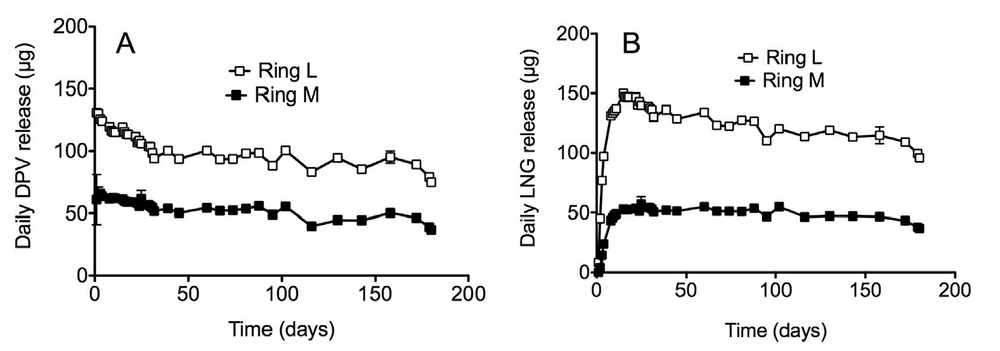 A
Ring L
Ring M
Daily DPV release (µg)
200
150
100
50
0
0 50 100 150 200
Time (days)
B
Ring L
Ring M
Daily LNG release (µg)
200
150
100
50
0
0 50 100 150 200
Time (days)